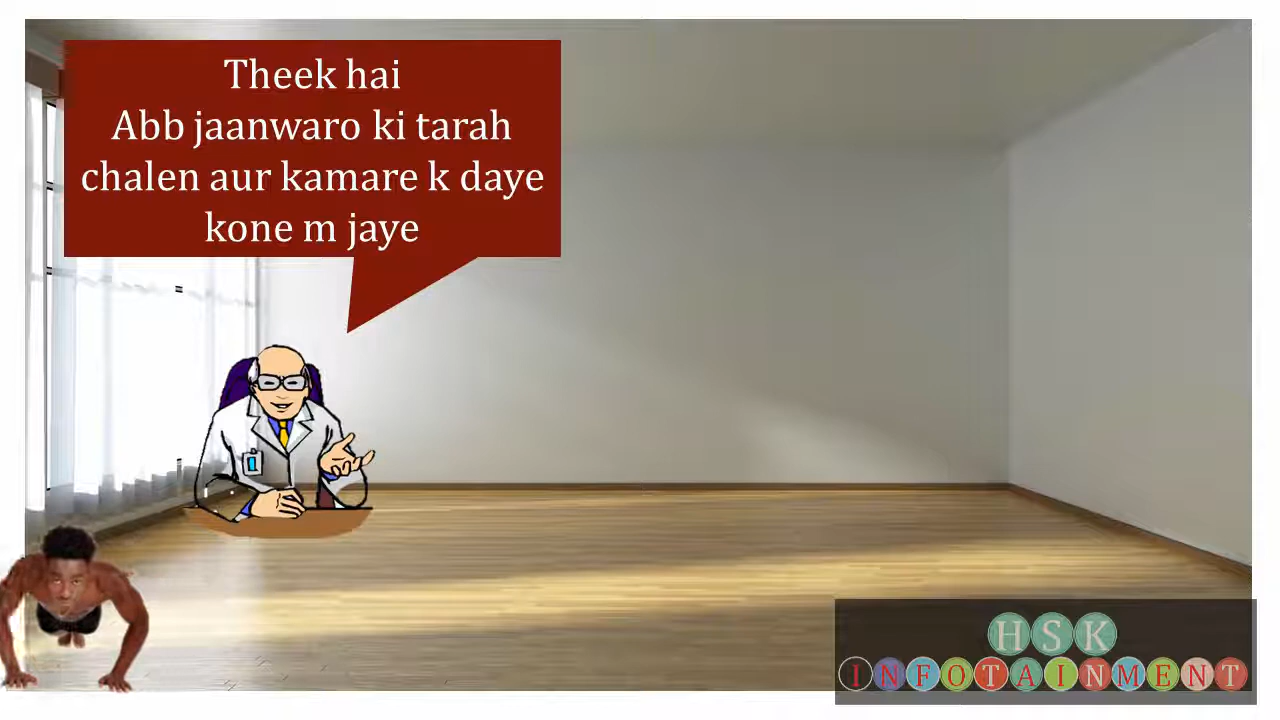 Theek hai
Abb jaanwaro ki tarah
chalen aur kamare k daye
kone m jaye
HSK
INFOTAINMENT